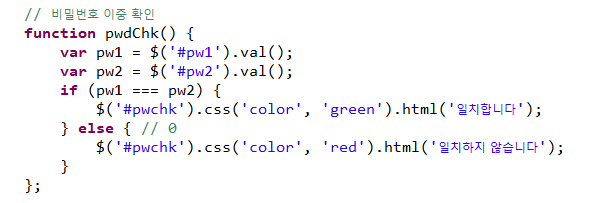 // 비밀번호 이중 확인
function pwdChk() {
    var pw1 = $('#pw1').val();
    var pw2 = $('#pw2').val();
    if (pw1 === pw2) {
        $('#pwchk').css('color', 'green').html('일치합니다');
    } else { // 0
        $('#pwchk').css('color', 'red').html('일치하지 않습니다');
    }
};